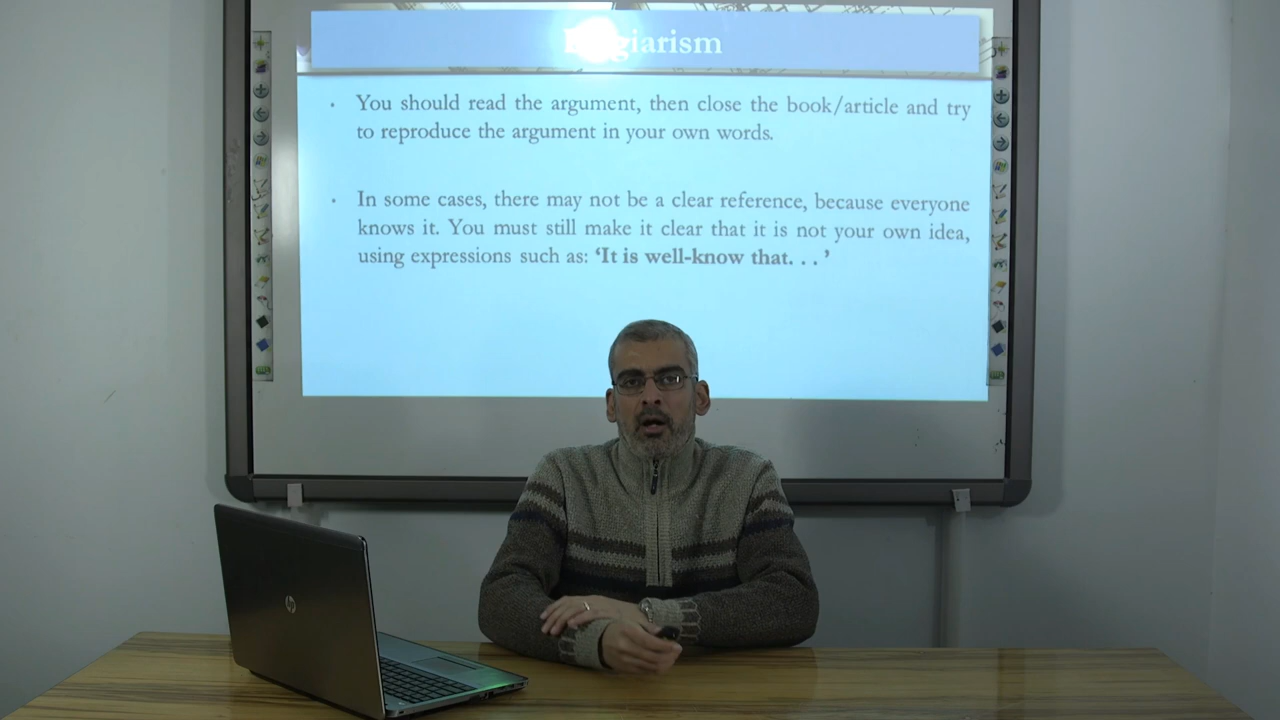 Plagiarism
• You should read the argument, then close the book/article and try
to reproduce the argument in your own words.
• In some cases, there may not be a clear reference, because everyone
knows it. You must still make it clear that it is not your own idea,
using expressions such as: ‘It is well-know that. . . ’
hp